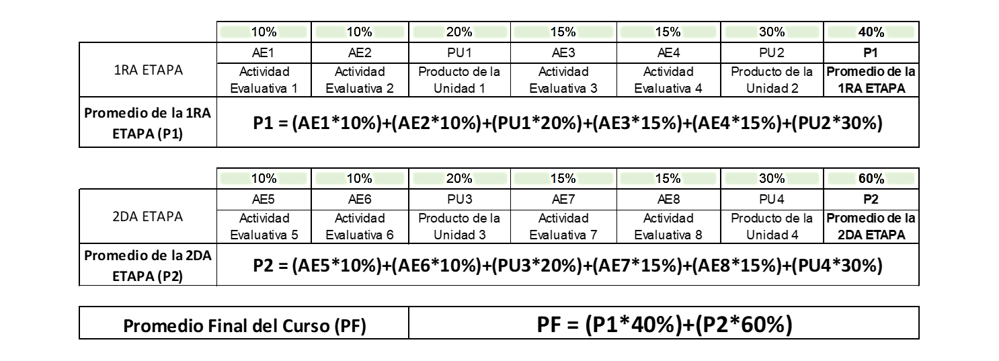 10% 10% 20% 15% 15% 30% 40%
1RA ETAPA
AE1 AE2 PU1 AE3 AE4 PU2 P1
Actividad Actividad Producto de la Actividad Actividad Producto de la Promedio de la
Evaluativa 1 Evaluativa 2 Unidad 1 Evaluativa 3 Evaluativa 4 Unidad 2 1RA ETAPA
Promedio de la 1RA
ETAPA (P1)
P1 = (AE1*10%)+(AE2*10%)+(PU1*20%)+(AE3*15%)+(AE4*15%)+(PU2*30%)
10% 10% 20% 15% 15% 30% 60%
2DA ETAPA
AE5 AE6 PU3 AE7 AE8 PU4 P2
Actividad Actividad Producto de la Actividad Actividad Producto de la Promedio de la
Evaluativa 5 Evaluativa 6 Unidad 3 Evaluativa 7 Evaluativa 8 Unidad 4 2DA ETAPA
Promedio de la 2DA
ETAPA (P2)
P2 = (AE5*10%)+(AE6*10%)+(PU3*20%)+(AE7*15%)+(AE8*15%)+(PU4*30%)
Promedio Final del Curso (PF)
PF = (P1*40%)+(P2*60%)